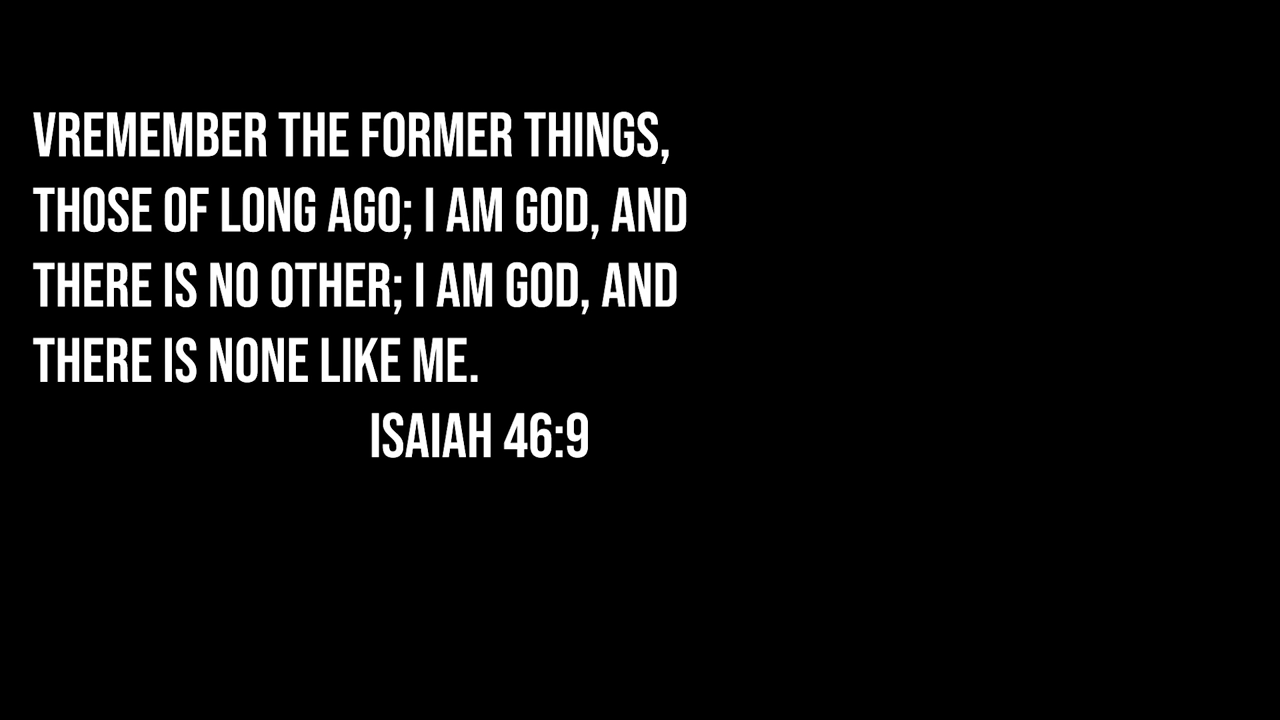 VREMEMBER THE FORMER THINGS,
THOSE OF LONG AGO; I AM GOD, AND
THERE IS NO OTHER; I AM GOD, AND
THERE IS NONE LIKE ME.
ISAIAH 46:9